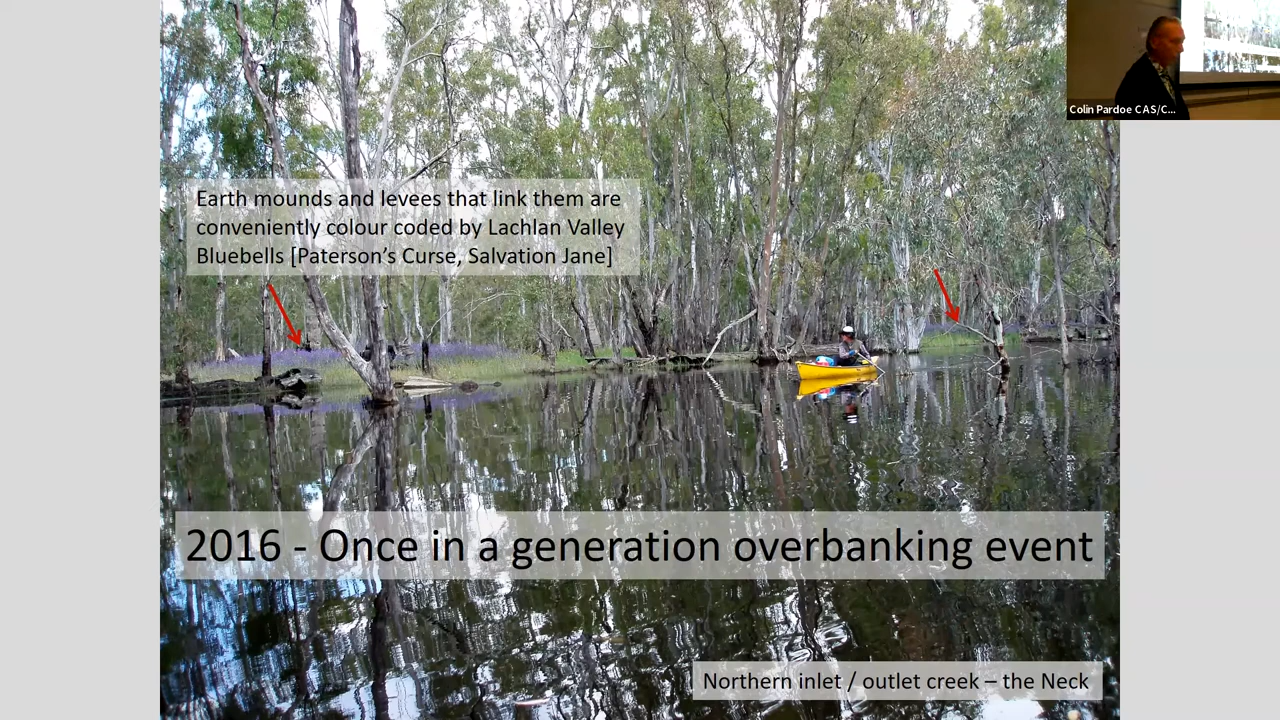 Colin Pardoe CAS/C...
Earth mounds and levees that link them are
conveniently colour coded by Lachlan Valley
Bluebells [Paterson's Curse, Salvation Jane]
2016 - Once in a generation overbanking event
Northern inlet / outlet creek – the Neck